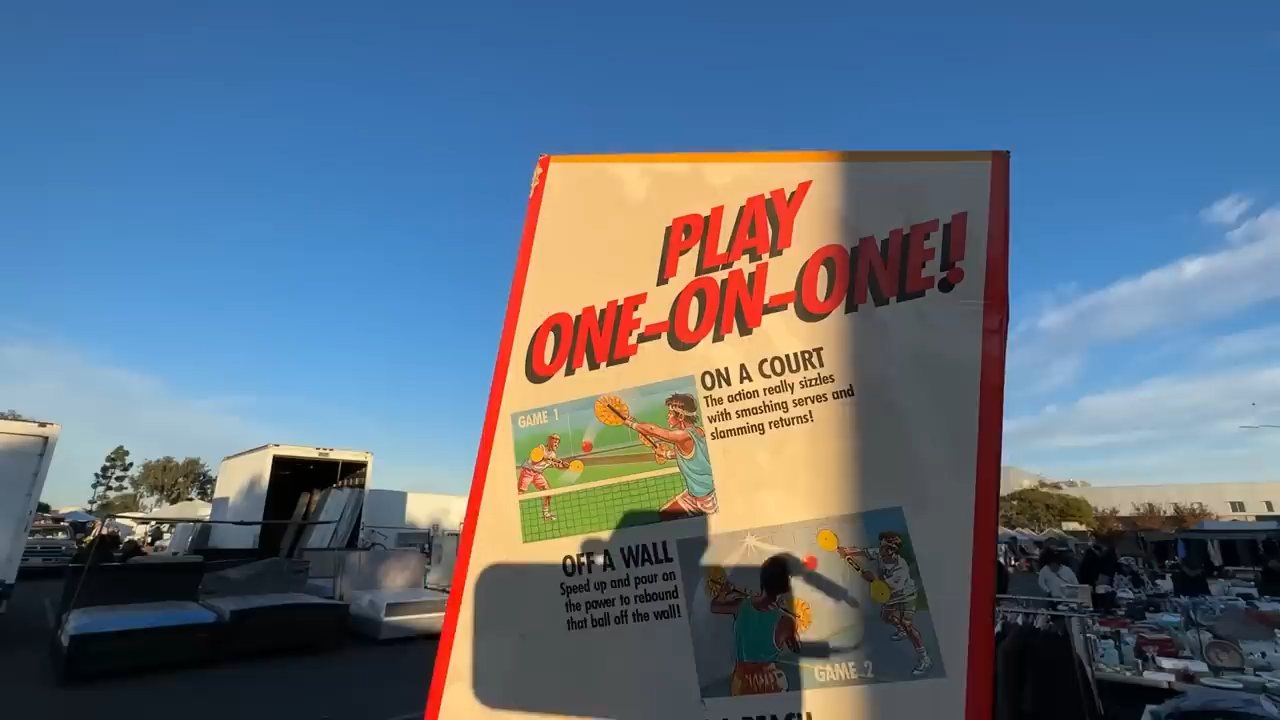 PLAY
ONE-ON-ONE!
ON A COURT
The action really sizzles
with smashing serves and
slamming returns!
GAME 1
OFF A WALL
Speed up and pour on
the power to rebound
that ball off the wall!
GAME 2
BEACH